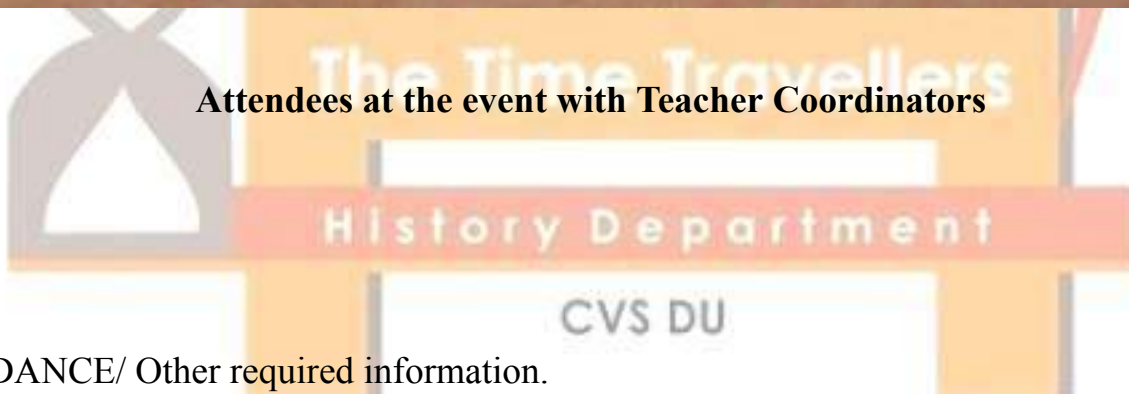 The Time Travellers
Attendees at the event with Teacher Coordinators
History Department
CVS DU
DANCE/ Other required information.